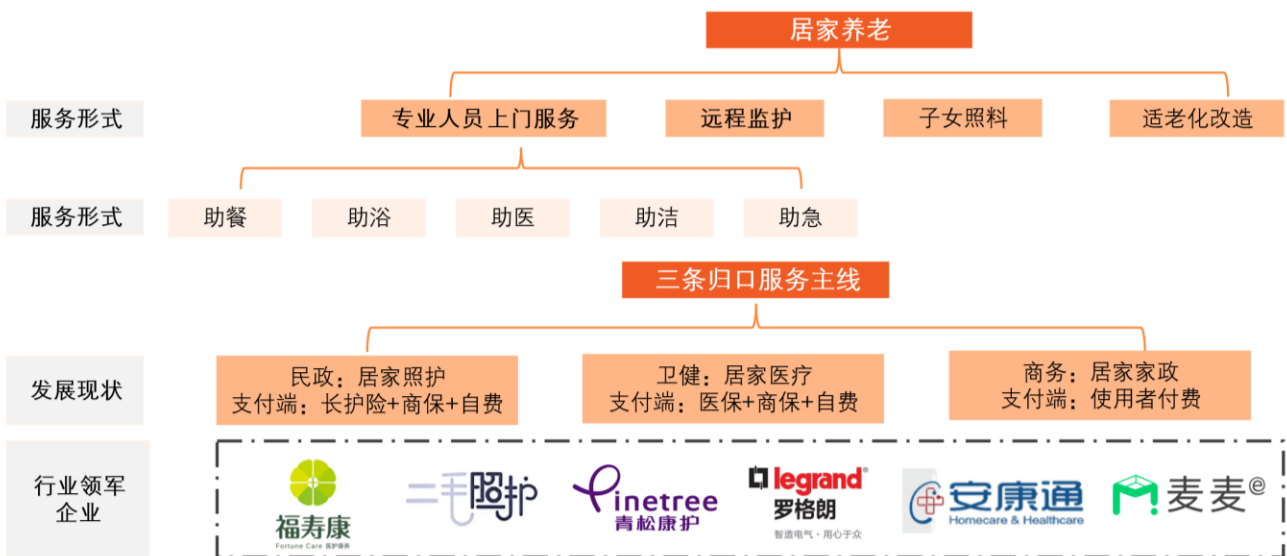 居家养老
服务形式
专业人员上门服务
远程监护
子女照料
适老化改造
服务形式
助餐
助浴
助医
助洁
助急
三条归口服务主线
发展现状
民政：居家照护
支付端：长护险+商保+自费
卫健：居家医疗
支付端：医保+商保+自费
商务：居家家政
支付端：使用者付费
行业领军
企业
福寿康
Fortune Care 医护康养
二毛照护
Pinetree
青松康护
legrand®
罗格朗
智造电气·用心于众
安康通
Homecare & Healthcare
麦麦e